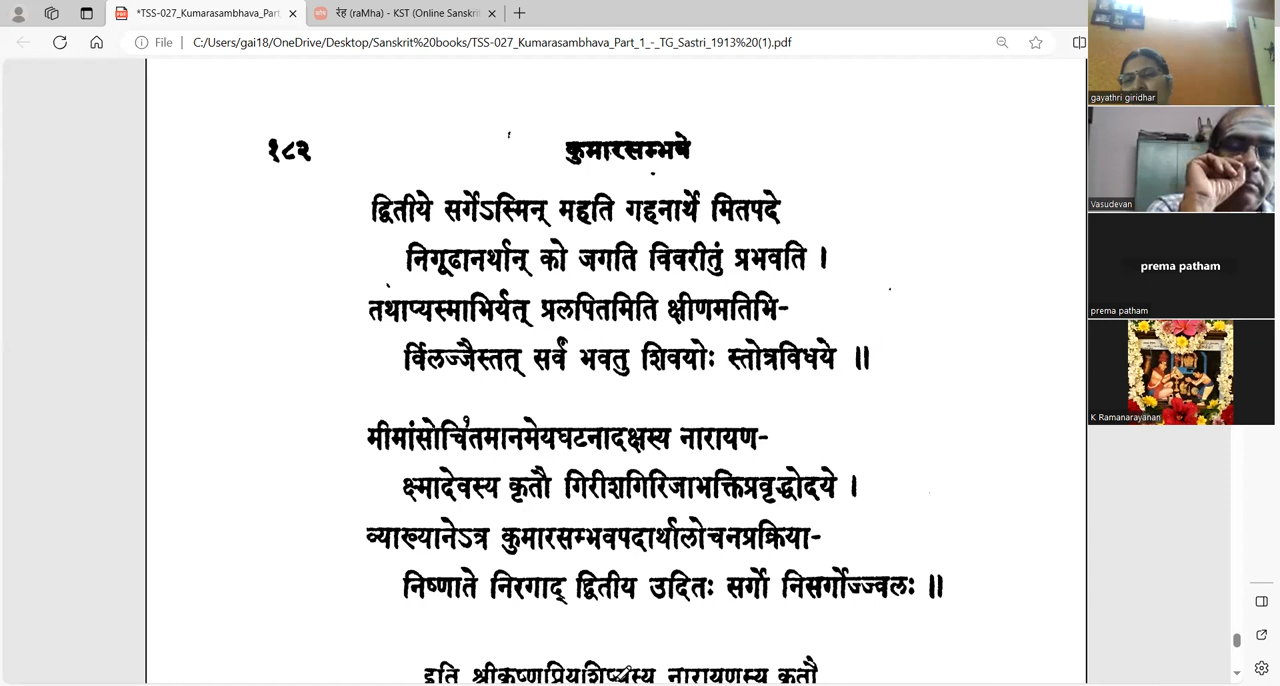 *TSS-027_Kumarasambhava_Part_
रंह (raMha) - KST (Online Sanskri
File
C:/Users/gai18/OneDrive/Desktop/Sanskrit%20books/TSS-027_Kumarasambhava_Part_1_-_TG_Sastri_1913%20(1).pdf
१८२ कुमारसम्भवे
द्वितीये सर्गेऽस्मिन् महति गहनार्थे मितपदे
निगूढानर्थान् को जगति विवरीतुं प्रभवति ।
तथाप्यस्माभिर्यत् प्रलपितमिति क्षीणमतिभि-
र्विलज्जैस्तत् सर्वं भवतु शिवयोः स्तोत्रविधये ॥
मीमांसोचितमानमेयघटनादक्षस्य नारायण-
क्ष्मादेवस्य कृतौ गिरीशगिरिजाभक्तिप्रवृद्धोदये ।
व्याख्यानेऽत्र कुमारसम्भवपदार्थालोचनप्रक्रिया-
निष्णाते निरगाद् द्वितीय उदितः सर्गो निसर्गोज्ज्वलः ॥
इति श्रीकृष्णप्रियशिष्यस्य नारायणस्य कृतौ
gayathri giridhar
Vasudevan
prema patham
prema patham
K Ramanarayanan